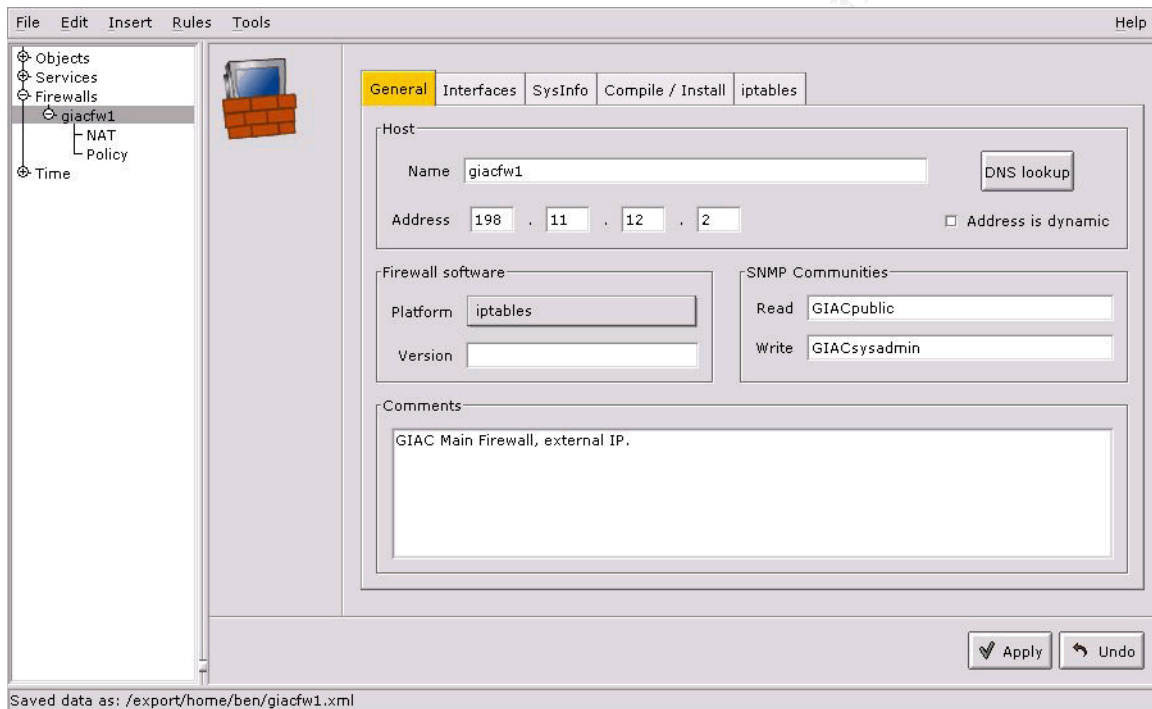 File Edit Insert Rules Tools Help
Objects
Services
Firewalls
giacfw1
NAT
Policy
Time
General Interfaces SysInfo Compile / Install iptables
Host
Name giacfw1 DNS lookup
Address 198 . 11 . 12 . 2 Address is dynamic
Firewall software
Platform iptables
Version
SNMP Communities
Read GIACpublic
Write GIACsysadmin
Comments
GIAC Main Firewall, external IP.
Apply Undo
Saved data as: /export/home/ben/giacfw1.xml